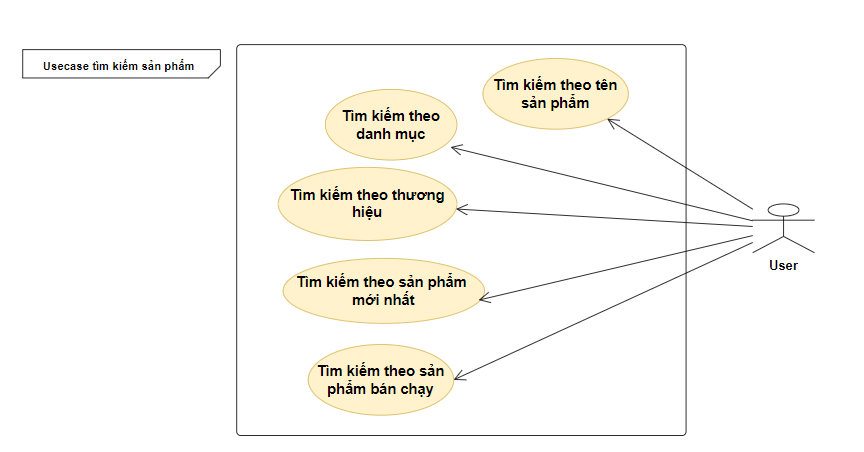 Usecase tìm kiếm sản phẩm
Tìm kiếm theo tên
sản phẩm
Tìm kiếm theo
danh mục
Tìm kiếm theo thương
hiệu
Tìm kiếm theo sản phẩm
mới nhất
Tìm kiếm theo sản
phẩm bán chạy
User